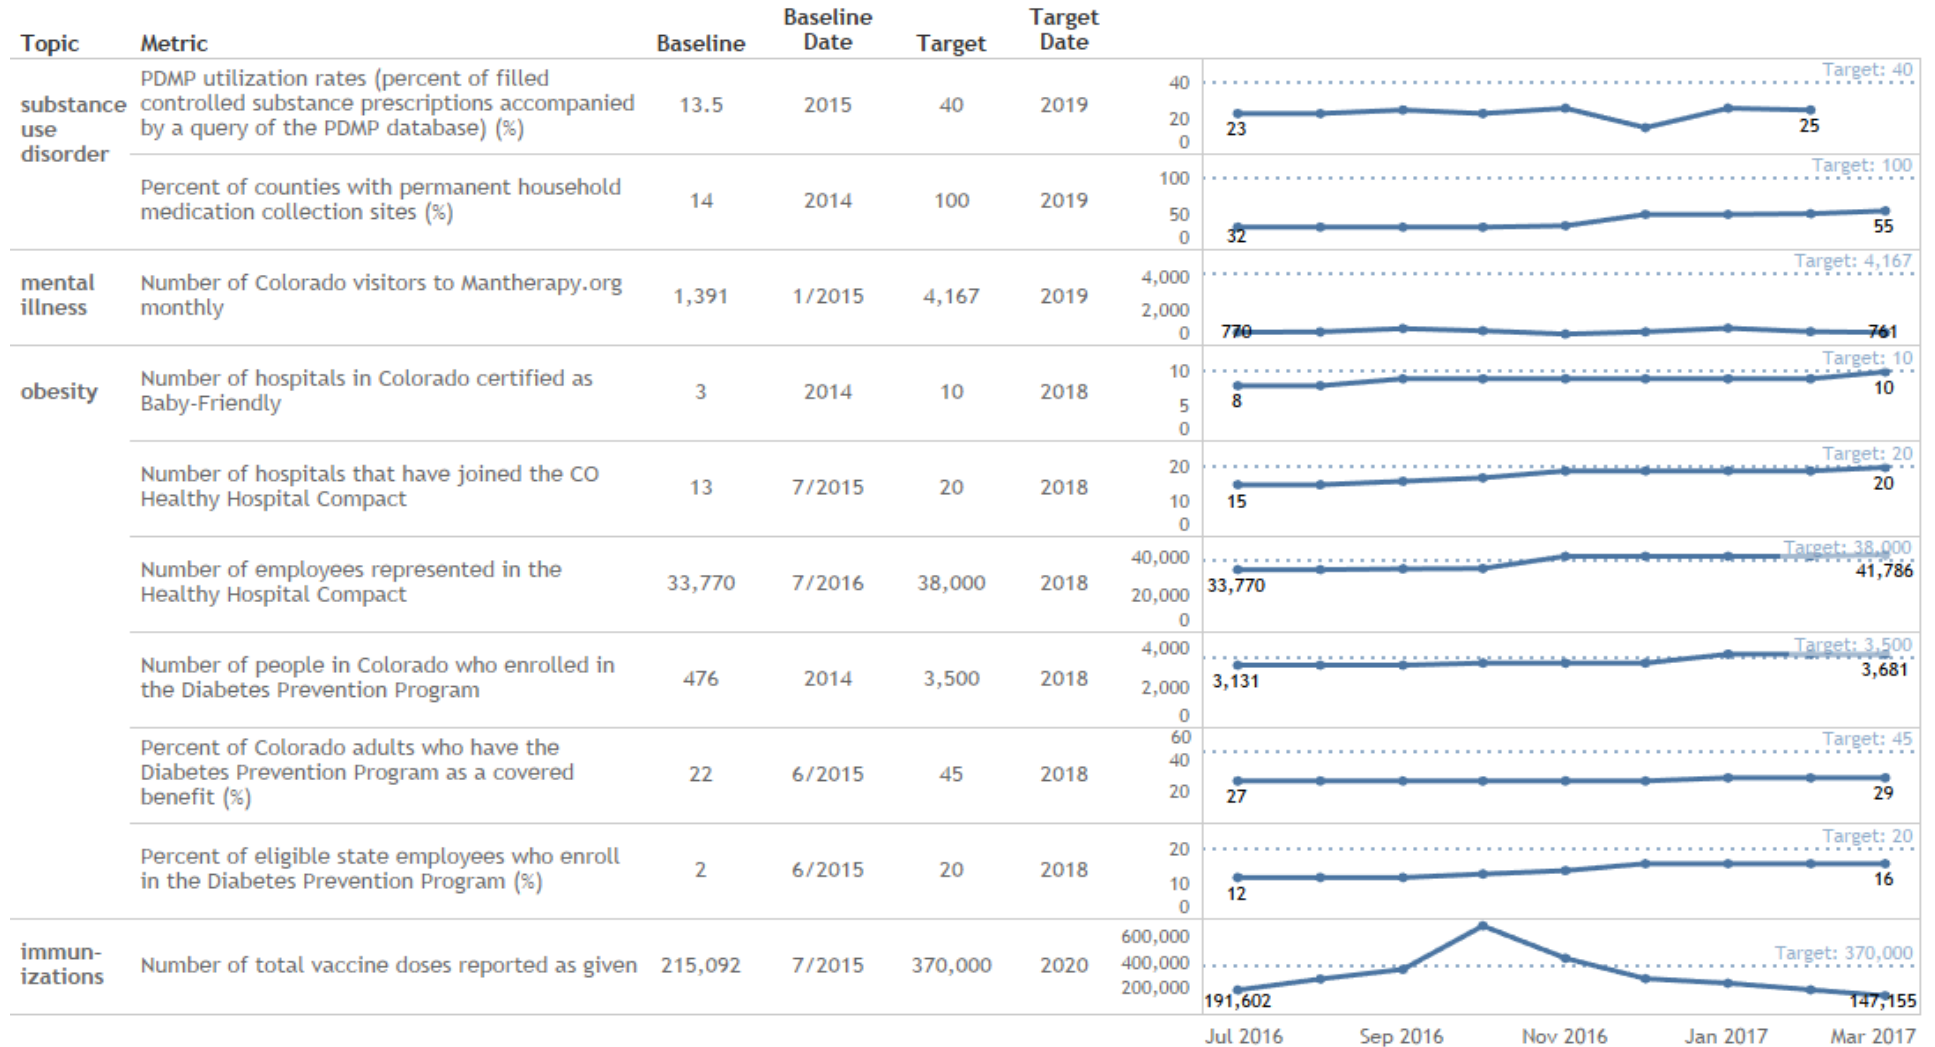 Topic Metric Baseline Baseline Date Target Target Date
substance use disorder
PDMP utilization rates (percent of filled
controlled substance prescriptions accompanied
by a query of the PDMP database) (%)
13.5 2015 40 2019
40
20
0
Target: 40
23
25
Percent of counties with permanent household
medication collection sites (%)
14 2014 100 2019
100
50
0
Target: 100
32
55
mental
illness
Number of Colorado visitors to Mantherapy.org
monthly
1,391 1/2015 4,167 2019
4,000
2,000
0
Target: 4,167
770
761
obesity
Number of hospitals in Colorado certified as
Baby-Friendly
3 2014 10 2018
10
5
0
Target: 10
8
10
Number of hospitals that have joined the CO
Healthy Hospital Compact
13 7/2015 20 2018
20
10
0
Target: 20
15
20
Number of employees represented in the
Healthy Hospital Compact
33,770 7/2016 38,000 2018
40,000
20,000
0
Target: 38,000
33,770
41,786
Number of people in Colorado who enrolled in
the Diabetes Prevention Program
476 2014 3,500 2018
4,000
2,000
0
Target: 3,500
3,131
3,681
Percent of Colorado adults who have the
Diabetes Prevention Program as a covered
benefit (%)
22 6/2015 45 2018
60
40
20
Target: 45
27
29
Percent of eligible state employees who enroll
in the Diabetes Prevention Program (%)
2 6/2015 20 2018
20
10
0
Target: 20
12
16
immun-
izations
Number of total vaccine doses reported as given
215,092 7/2015 370,000 2020
600,000
400,000
200,000
Target: 370,000
191,602
147,155
Jul 2016 Sep 2016 Nov 2016 Jan 2017 Mar 2017